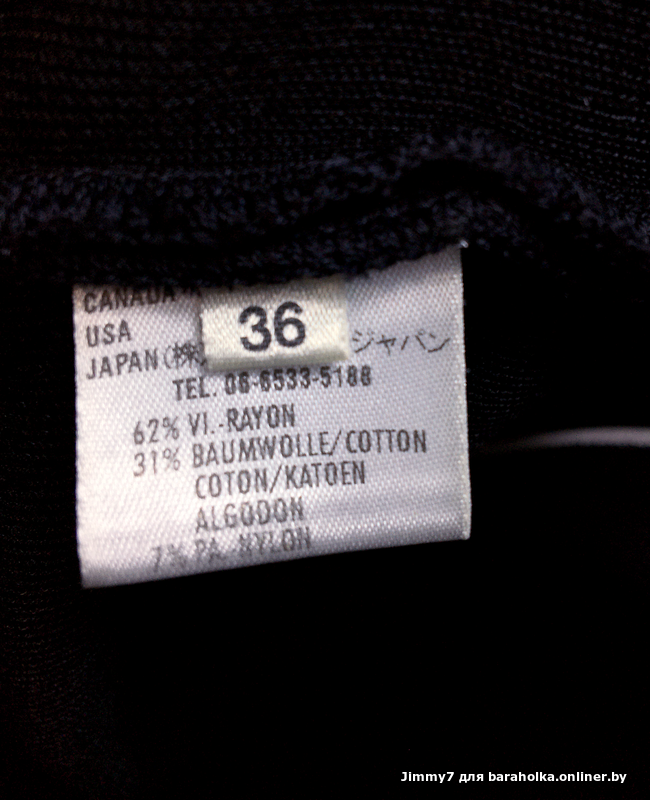 CANADA
USA
36
JAPAN (株) ジャパン
TEL. 06-6533-5188
62% VI.-RAYON
31% BAUMWOLLE/COTTON
COTON/KATOEN
ALGODON
7% PA. NYLON
Jimmy7 для baraholka.onliner.by